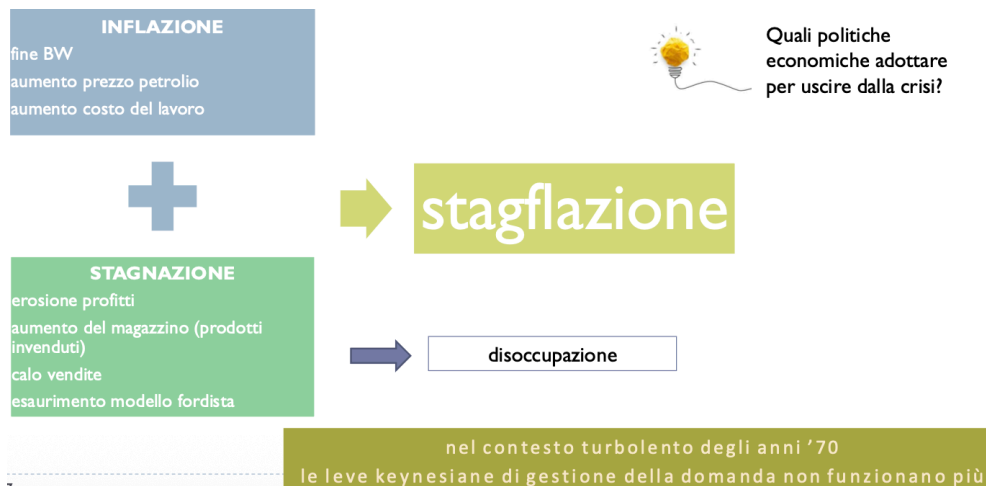 INFLAZIONE
fine BW
aumento prezzo petrolio
aumento costo del lavoro
Quali politiche
economiche adottare
per uscire dalla crisi?
stagflazione
STAGNAZIONE
erosione profitti
aumento del magazzino (prodotti
invenduti)
calo vendite
esaurimento modello fordista
disoccupazione
nel contesto turbolento degli anni '70
le leve keynesiane di gestione della domanda non funzionano più